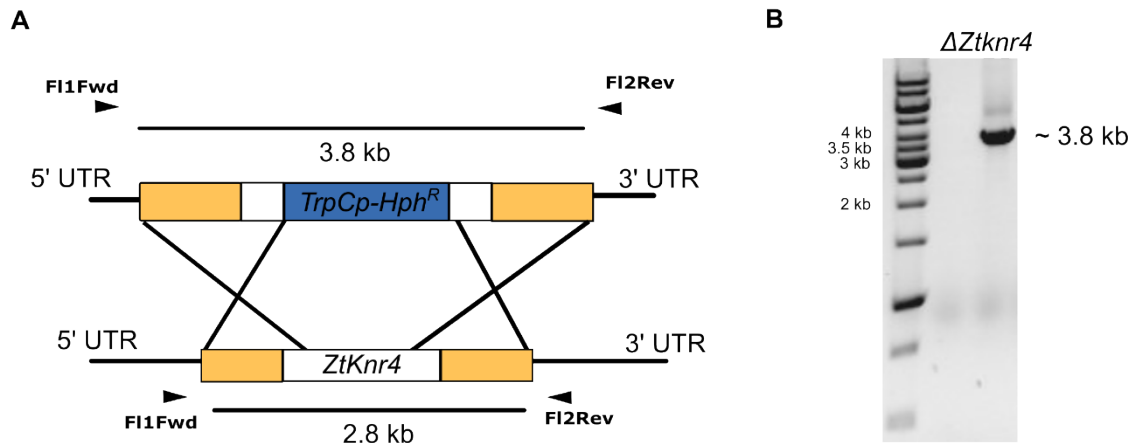 A
Fl1Fwd
Fl2Rev
3.8 kb
5' UTR
3' UTR
TrpCp-Hph^R
5' UTR
3' UTR
ZtKnr4
Fl1Fwd
Fl2Rev
2.8 kb
B
ΔZtknr4
4 kb
3.5 kb
3 kb
2 kb
~ 3.8 kb